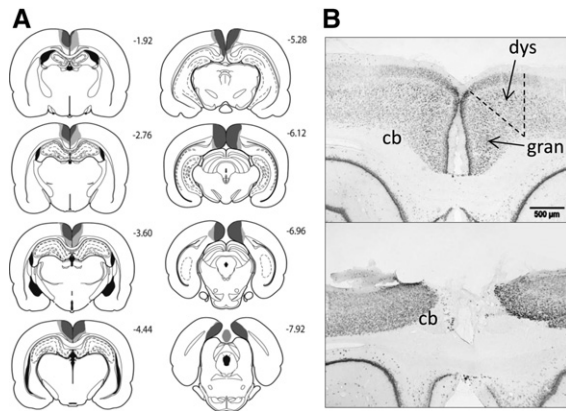 A
-1.92
-2.76
-3.60
-4.44
-5.28
-6.12
-6.96
-7.92
B
dys
cb
gran
500 µm
cb